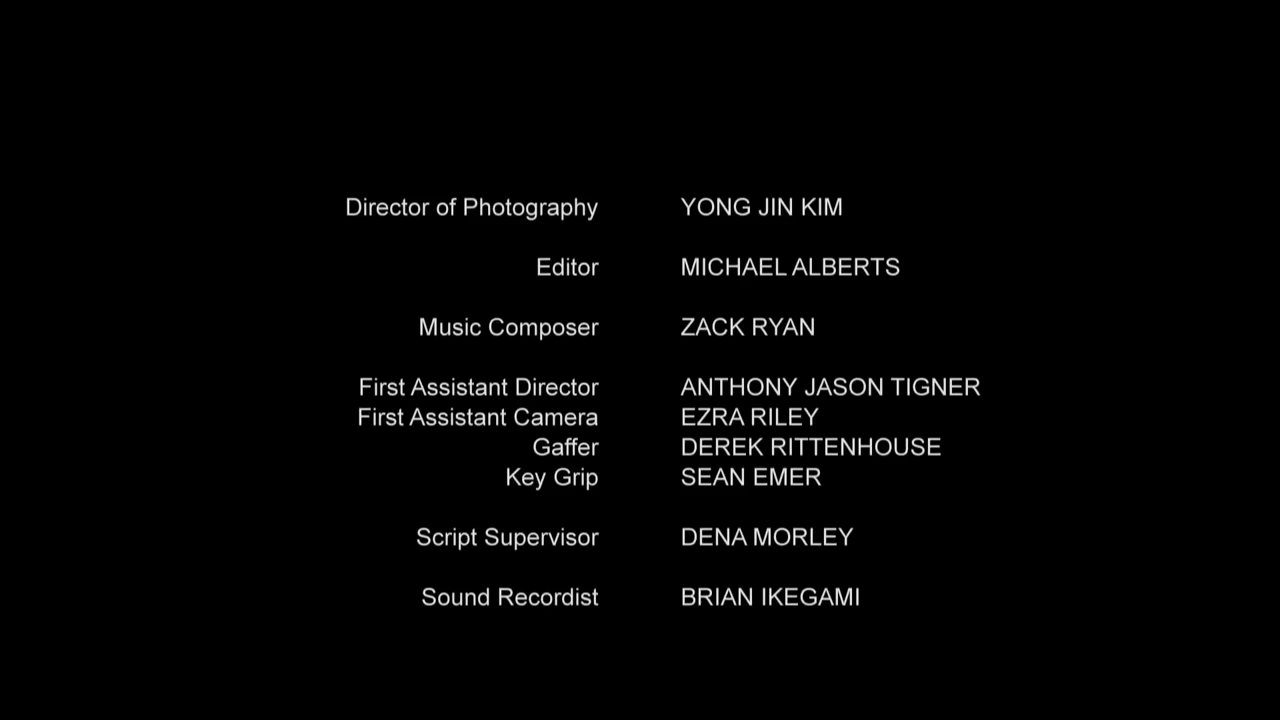 Director of Photography YONG JIN KIM
Editor MICHAEL ALBERTS
Music Composer ZACK RYAN
First Assistant Director ANTHONY JASON TIGNER
First Assistant Camera EZRA RILEY
Gaffer DEREK RITTENHOUSE
Key Grip SEAN EMER
Script Supervisor DENA MORLEY
Sound Recordist BRIAN IKEGAMI